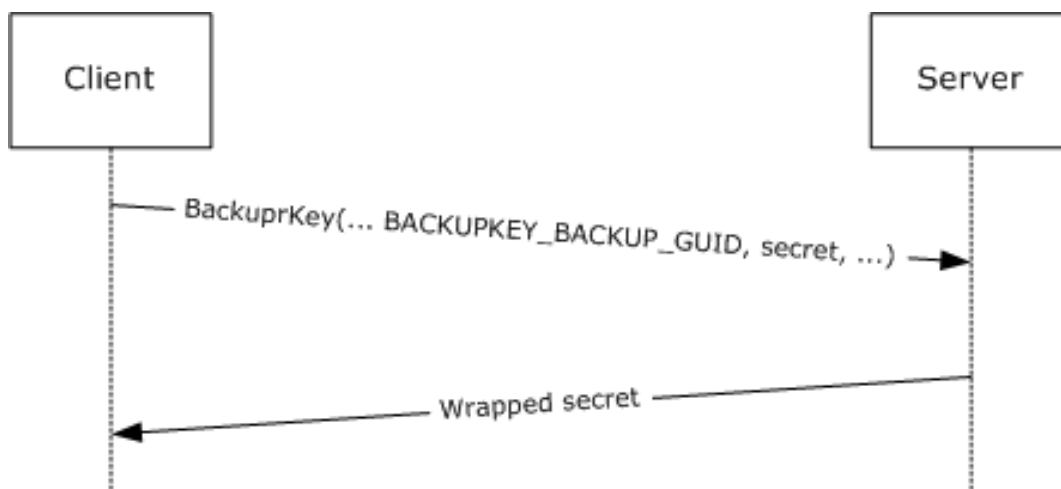 Client
Server
BackuprKey(... BACKUPKEY_BACKUP_GUID, secret, ...)
Wrapped secret